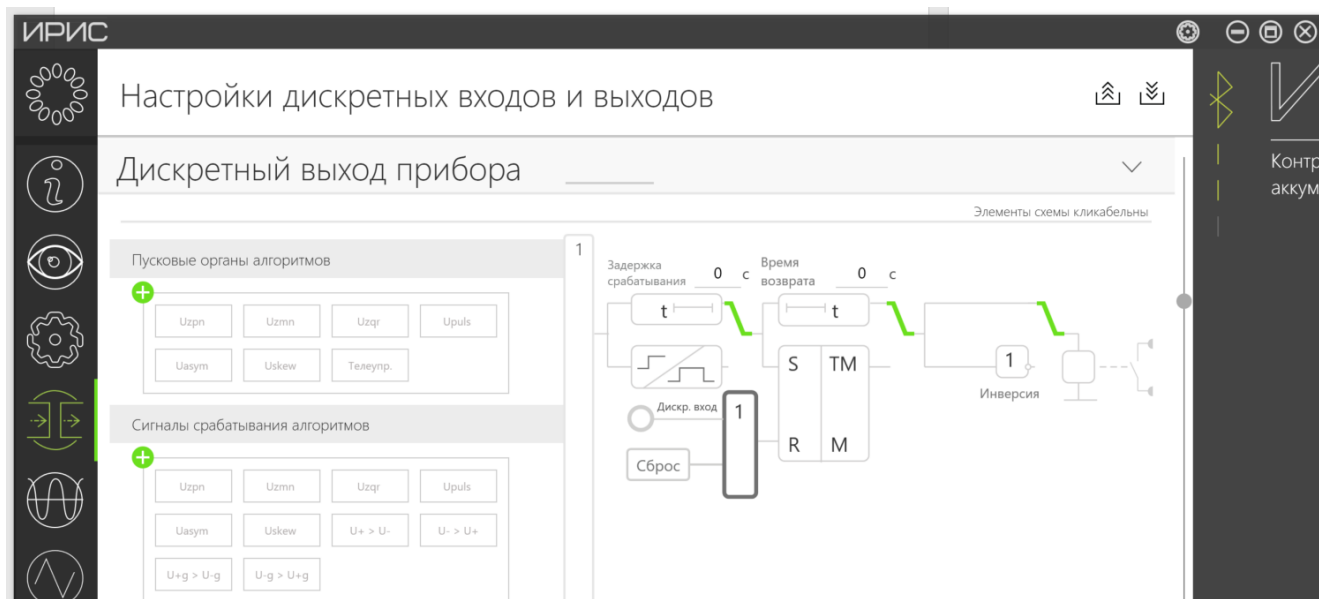 ИРИС
Настройки дискретных входов и выходов
Контр
аккум
Дискретный выход прибора
Элементы схемы кликабельны
Пусковые органы алгоритмов
Uzpn Uzmn Uzqr Upuls
Uasym Uskew Телеупр.
Сигналы срабатывания алгоритмов
Uzpn Uzmn Uzqr Upuls
Uasym Uskew U+ > U- U- > U+
U+g > U-g U-g > U+g
1
Задержка
срабатывания 0 с
Время
возврата 0 с
t
t
S TM
R M
Дискр. вход
1
Сброс
1
Инверсия